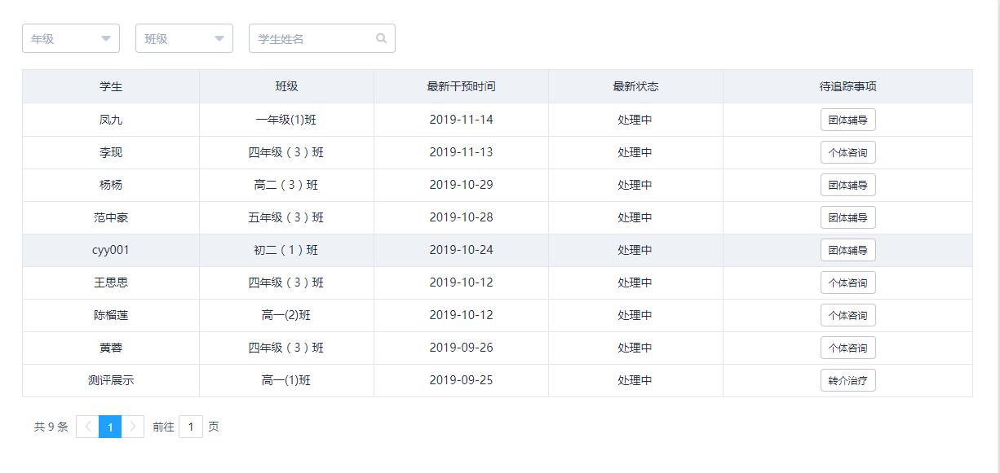 年级 班级 学生姓名
学生 班级 最新干预时间 最新状态 待追踪事项
凤九 一年级(1)班 2019-11-14 处理中 团体辅导
李现 四年级（3）班 2019-11-13 处理中 个体咨询
杨杨 高二（3）班 2019-10-29 处理中 团体辅导
范中豪 五年级（3）班 2019-10-28 处理中 团体辅导
cyy001 初二（1）班 2019-10-24 处理中 团体辅导
王思思 四年级（3）班 2019-10-12 处理中 个体咨询
陈榴莲 高一(2)班 2019-10-12 处理中 个体咨询
黄蓉 四年级（3）班 2019-09-26 处理中 个体咨询
测评展示 高一(1)班 2019-09-25 处理中 转介治疗
共 9 条 1 前往 1 页